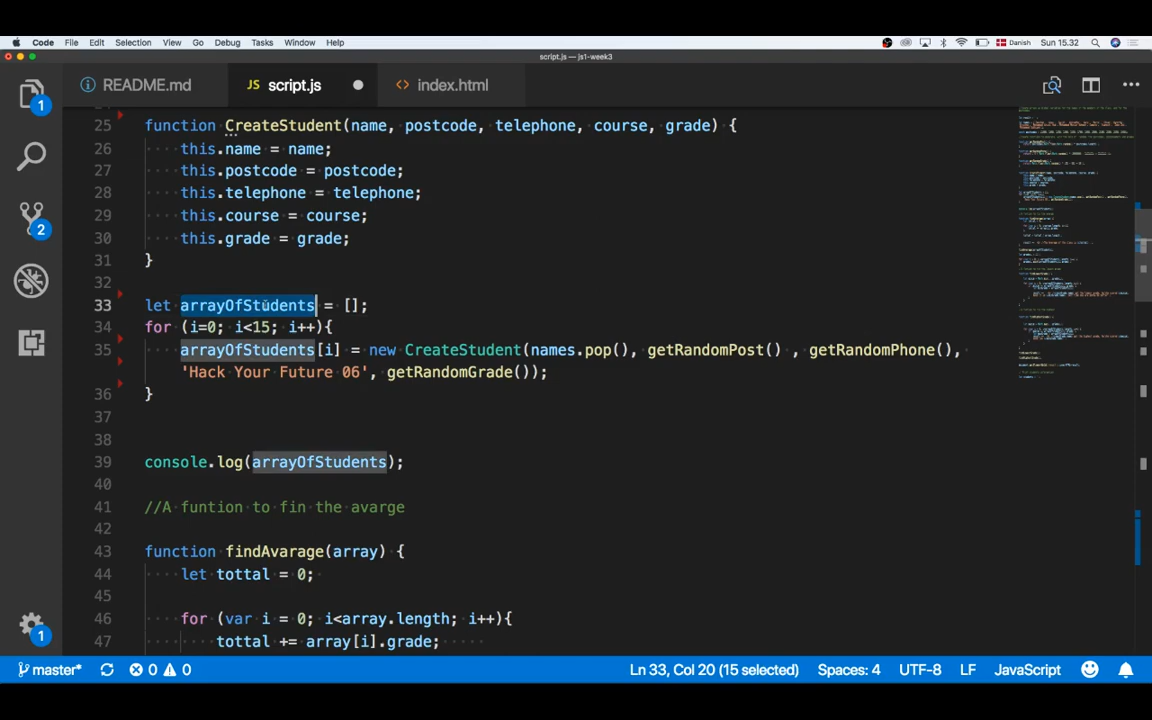 Code File Edit Selection View Go Debug Tasks Window Help Danish Sun 15.32
script.js — js1-week3
README.md JS script.js index.html
25 function CreateStudent(name, postcode, telephone, course, grade) {
26 this.name = name;
27 this.postcode = postcode;
28 this.telephone = telephone;
29 this.course = course;
30 this.grade = grade;
31 }
32
33 let arrayOfStudents = [];
34 for (i=0; i<15; i++){
35 arrayOfStudents[i] = new CreateStudent(names.pop(), getRandomPost() , getRandomPhone(),
'Hack Your Future 06', getRandomGrade());
36 }
37
38
39 console.log(arrayOfStudents);
40
41 //A funtion to fin the avarge
42
43 function findAvarage(array) {
44 let tottal = 0;
45
46 for (var i = 0; i<array.length; i++){
47 tottal += array[i].grade;
1
2
1
master* 0 0 Ln 33, Col 20 (15 selected) Spaces: 4 UTF-8 LF JavaScript